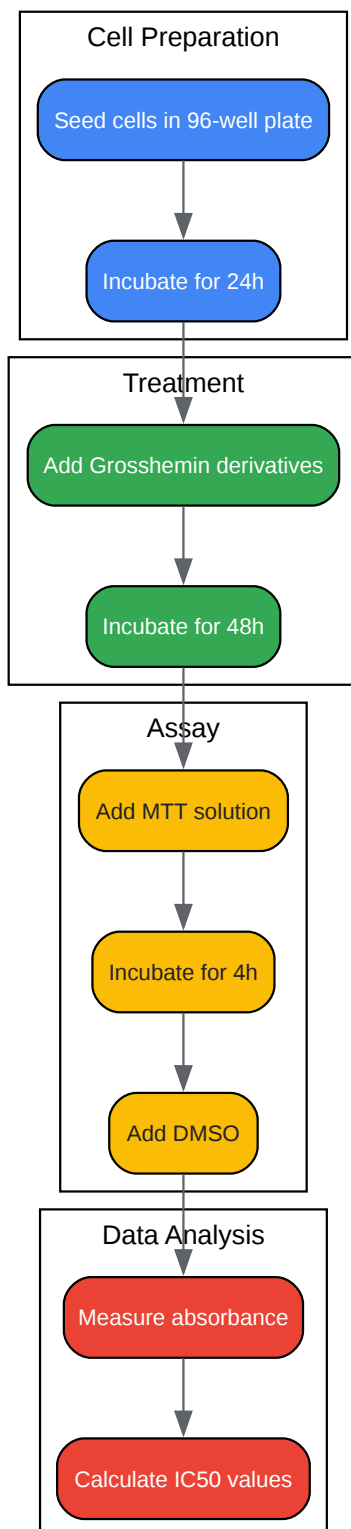 Cell Preparation
Seed cells in 96-well plate
Incubate for 24h
Treatment
Add Grosshemin derivatives
Incubate for 48h
Assay
Add MTT solution
Incubate for 4h
Add DMSO
Data Analysis
Measure absorbance
Calculate IC50 values